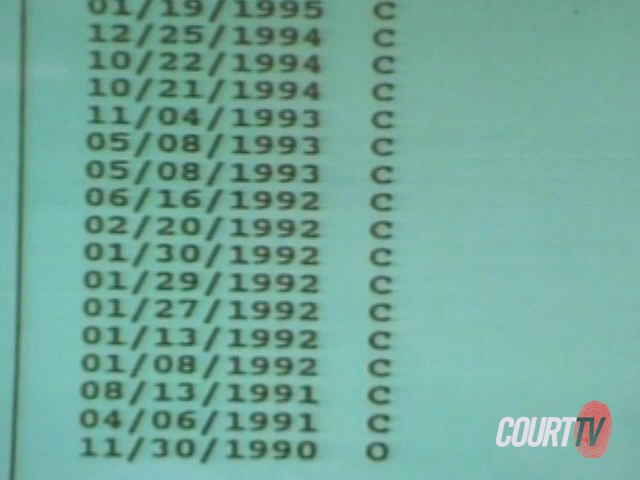 01/19/1995 C
12/25/1994 C
10/22/1994 C
10/21/1994 C
11/04/1993 C
05/08/1993 C
05/08/1993 C
06/16/1992 C
02/20/1992 C
01/30/1992 C
01/29/1992 C
01/27/1992 C
01/13/1992 C
01/08/1992 C
08/13/1991 C
04/06/1991 C
11/30/1990 O
COURT TV